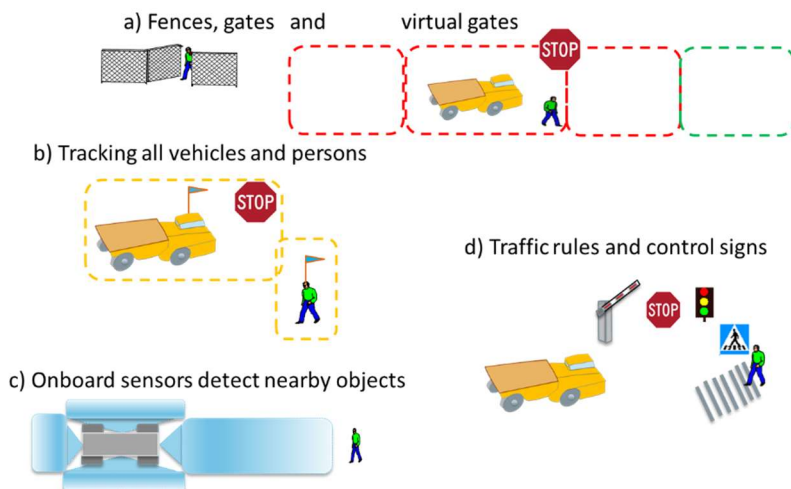 a) Fences, gates and virtual gates
STOP
b) Tracking all vehicles and persons
STOP
d) Traffic rules and control signs
STOP
c) Onboard sensors detect nearby objects